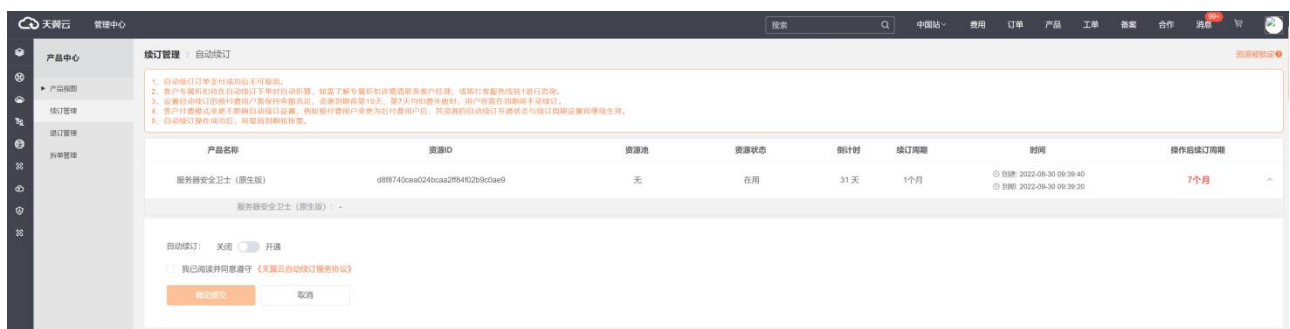 天翼云 管理中心 搜索 中国站 费用 订单 产品 工单 备案 合作 消息 99+
产品中心
产品视图
续订管理
退订管理
拆单管理
续订管理 > 自动续订 资源被锁定
1、自动续订订单支付成功后不可取消。
2、客户专属折扣将在自动续订下单时自动折算，如需了解专属折扣详情请联系客户经理，或拨打客服热线转1进行咨询。
3、设置自动续订的预付费用户需保持余额充足，资源到期前第10天、第7天均扣费失败时，用户将需在到期前手动续订。
4、客户付费模式变更不影响自动续订设置，例如预付费用户变更为后付费用户后，其资源的自动续订开通状态与续订周期设置将继续生效。
5、自动续订操作成功后，将取消到期转按需。
产品名称 资源ID 资源池 资源状态 倒计时 续订周期 时间 操作后续订周期
服务器安全卫士（原生版） d8f8740cea024bcaa2ff84f02b9c0ae9 无 在用 31天 1个月 创建: 2022-08-30 09:39:40 7个月
到期: 2022-09-30 09:39:20
服务器安全卫士（原生版）: -
自动续订: 关闭 开通
我已阅读并同意遵守《天翼云自动续订服务协议》
确定提交 取消